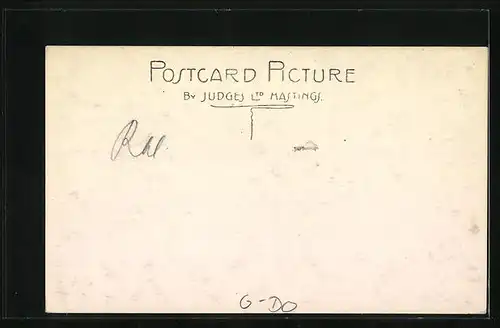 POSTCARD PICTURE
BY JUDGES LTD HASTINGS.
G-DO